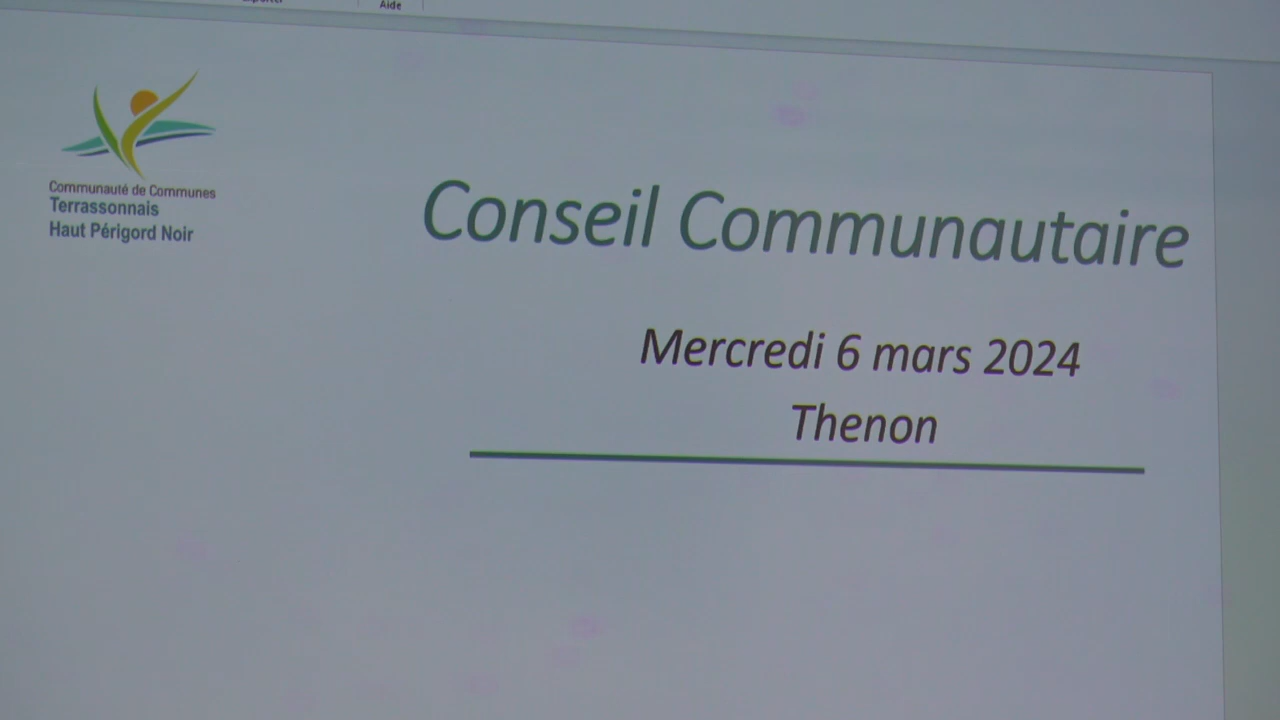 Aide
Communauté de Communes
Terrassonnais
Haut Périgord Noir
Conseil Communautaire
Mercredi 6 mars 2024
Thenon